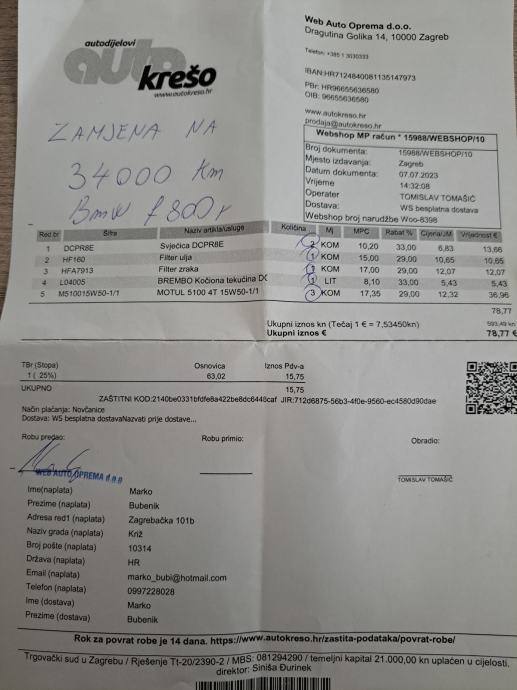 autodijelovi
auto krešo
www.autokreso.hr
Web Auto Oprema d.o.o.
Dragutina Golika 14, 10000 Zagreb
Telefon: +385 1 3030333
IBAN:HR7124840081135147973
PBr: HR96655636580
OIB: 96655636580
www.autokreso.hr
prodaja@autokreso.hr
ZAMJENA NA
34000 Km
BMW F800r
Webshop MP račun * 15988/WEBSHOP/10
Broj dokumenta: 15988/WEBSHOP/10
Mjesto izdavanja: Zagreb
Datum dokumenta: 07.07.2023
Vrijeme 14:32:08
Operater TOMISLAV TOMAŠIĆ
Dostava: WS besplatna dostava
Webshop broj narudžbe Woo-8398
Red.br Šifra Naziv artikla/usluge Količina Mj MPC Rabat % Cijena/JM Vrijednost €
1 DCPR8E Svjećica DCPR8E 2 KOM 10,20 33,00 6,83 13,66
2 HF160 Filter ulja 1 KOM 15,00 29,00 10,65 10,65
3 HFA7913 Filter zraka 1 KOM 17,00 29,00 12,07 12,07
4 L04005 BREMBO Kočiona tekućina DO 1 LIT 8,10 33,00 5,43 5,43
5 M510015W50-1/1 MOTUL 5100 4T 15W50-1/1 3 KOM 17,35 29,00 12,32 36,96
78,77
Ukupni iznos kn (Tečaj 1 € = 7,53450kn) 593,49 kn
Ukupni iznos € 78,77 €
TBr (Stopa) Osnovica Iznos Pdv-a
1 ( 25%) 63,02 15,75
UKUPNO 15,75
ZAŠTITNI KOD:2140be0331bfdfe8a422be8dc6448caf JIR:712d6875-56b3-4f0e-9560-ec4580d90dae
Način plaćanja: Novčanice
Dostava: WS besplatna dostavaNazvati prije dostave...
Robu predao: Robu primio: Obradio:
WEB AUTO OPREMA d.o.o
TOMISLAV TOMAŠIĆ
Ime(naplata) Marko
Prezime (naplata) Bubenik
Adresa red1 (naplata) Zagrebačka 101b
Naziv grada (naplata) Križ
Broj pošte (naplata) 10314
Država (naplata) HR
Email (naplata) marko_bubi@hotmail.com
Telefon (naplata) 0997228028
Ime (dostava) Marko
Prezime (dostava) Bubenik
Rok za povrat robe je 14 dana. https://www.autokreso.hr/zastita-podataka/povrat-robe/
Trgovački sud u Zagrebu / Rješenje Tt-20/2390-2 / MBS: 081294290 / temeljni kapital 21.000,00 kn uplaćen u cijelosti,
direktor: Siniša Đurinek